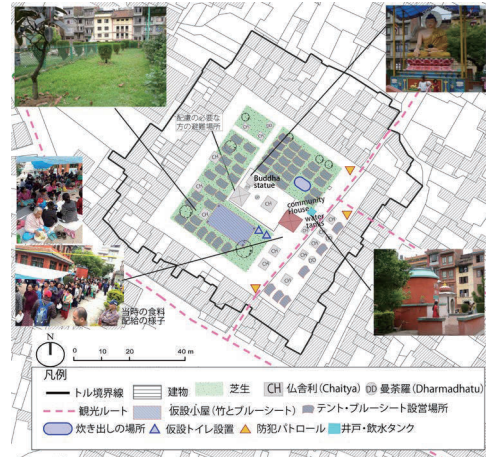 配慮の必要な
方の避難場所
Buddha
statue
community
House
water
tanks
CH
DD
当時の食料
配給の様子
N
0 10 20 40 m
凡例
トル境界線 建物 芝生 CH 仏舎利(Chaitya) DD 曼荼羅(Dharmadhatu)
観光ルート 仮設小屋(竹とブルーシート) テント・ブルーシート設営場所
炊き出しの場所 仮設トイレ設置 防犯パトロール 井戸・飲水タンク